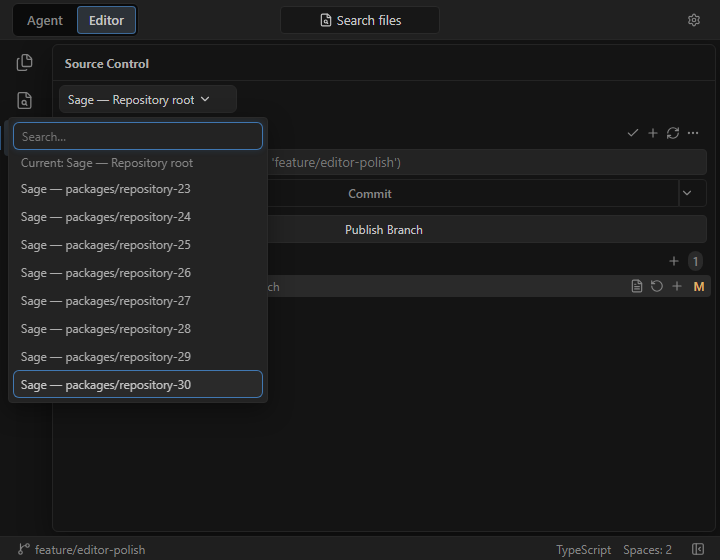 Agent
Editor
Search files
Source Control
Sage — Repository root
Search...
Current: Sage — Repository root
Sage — packages/repository-23
Sage — packages/repository-24
Sage — packages/repository-25
Sage — packages/repository-26
Sage — packages/repository-27
Sage — packages/repository-28
Sage — packages/repository-29
Sage — packages/repository-30
'feature/editor-polish')
Commit
Publish Branch
1
ch
M
feature/editor-polish
TypeScript
Spaces: 2